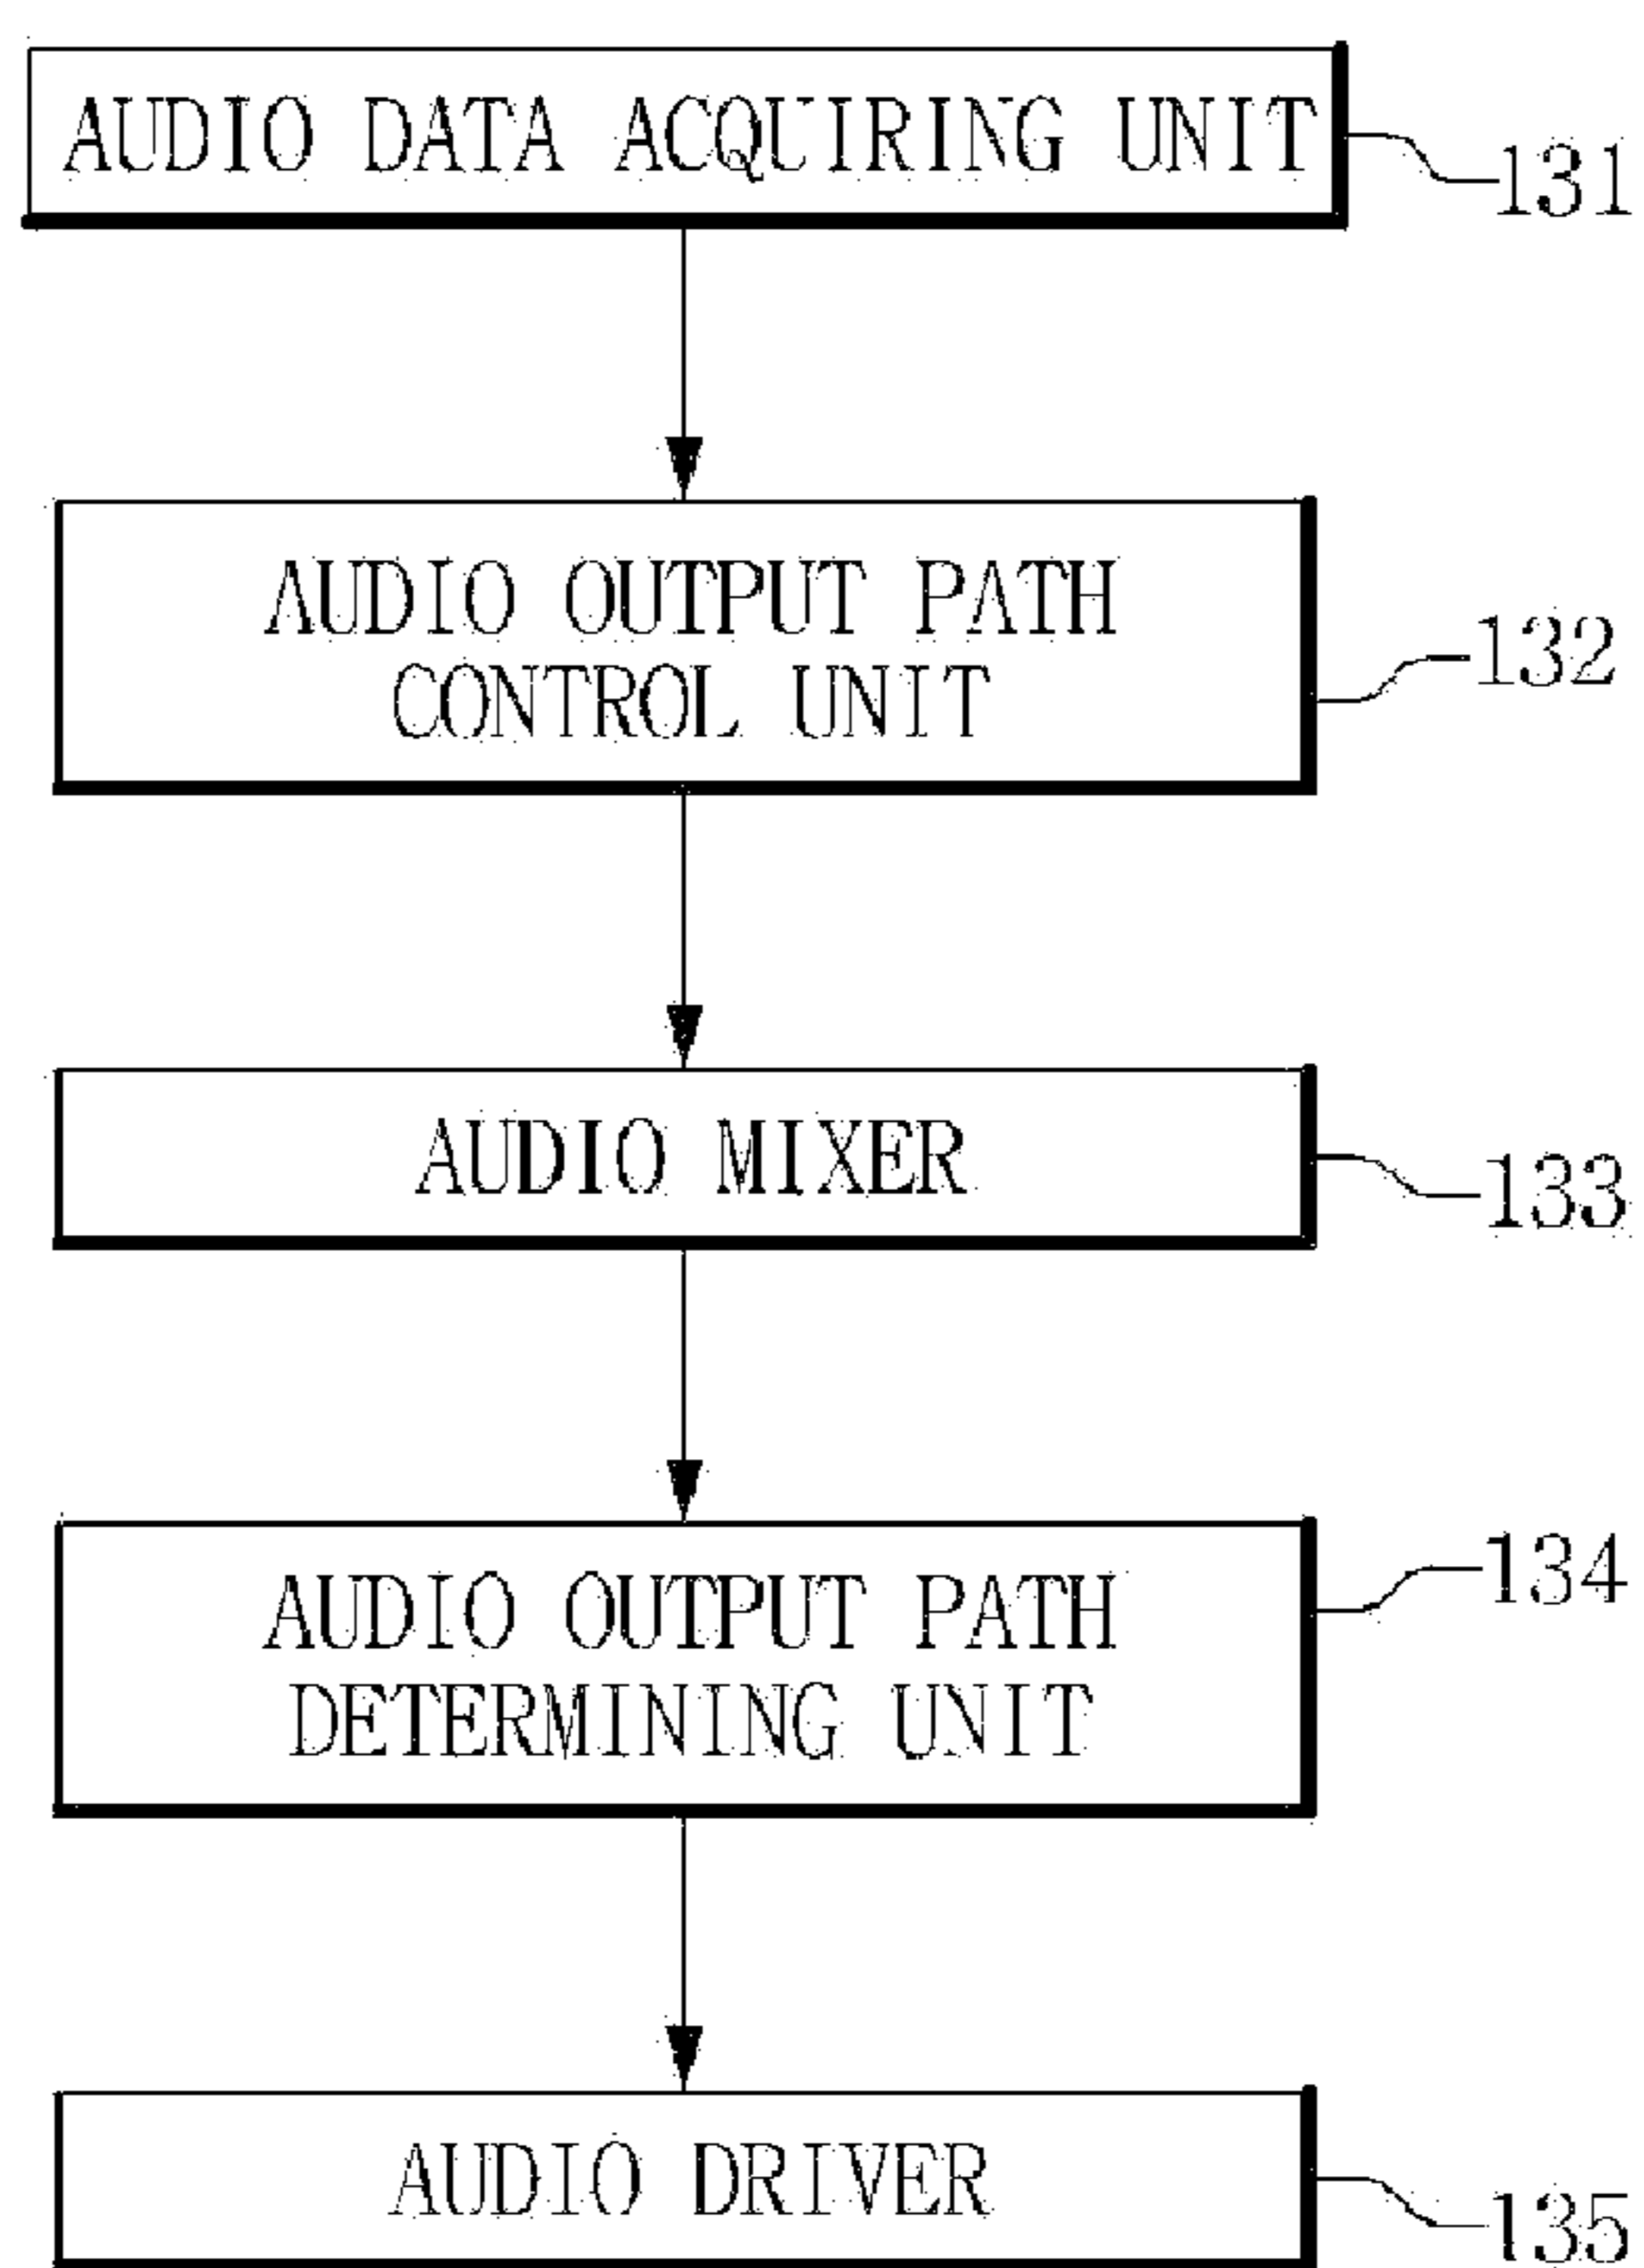 AUDIO DATA ACQUIRING UNIT
131
AUDIO OUTPUT PATH
CONTROL UNIT
132
AUDIO MIXER
133
AUDIO OUTPUT PATH
DETERMINING UNIT
134
AUDIO DRIVER
135